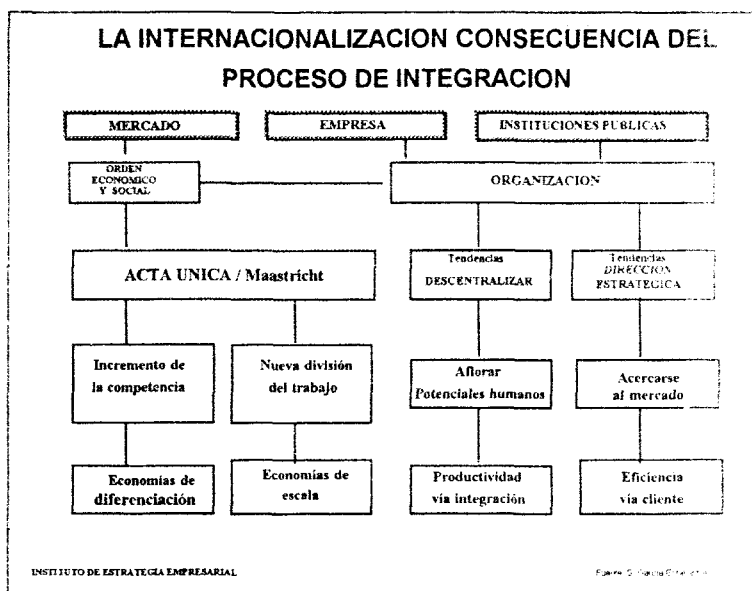 LA INTERNACIONALIZACION CONSECUENCIA DEL
PROCESO DE INTEGRACION
MERCADO
EMPRESA
INSTITUCIONES PUBLICAS
ORDEN
ECONOMICO
Y SOCIAL
ORGANIZACION
ACTA UNICA / Maastricht
Tendencias
DESCENTRALIZAR
Tendencias
DIRECCION
ESTRATEGICA
Incremento de
la competencia
Nueva división
del trabajo
Aflorar
Potenciales humanos
Acercarse
al mercado
Economías de
diferenciación
Economías de
escala
Productividad
vía integración
Eficiencia
vía cliente
INSTITUTO DE ESTRATEGIA EMPRESARIAL
Fuente: S. García